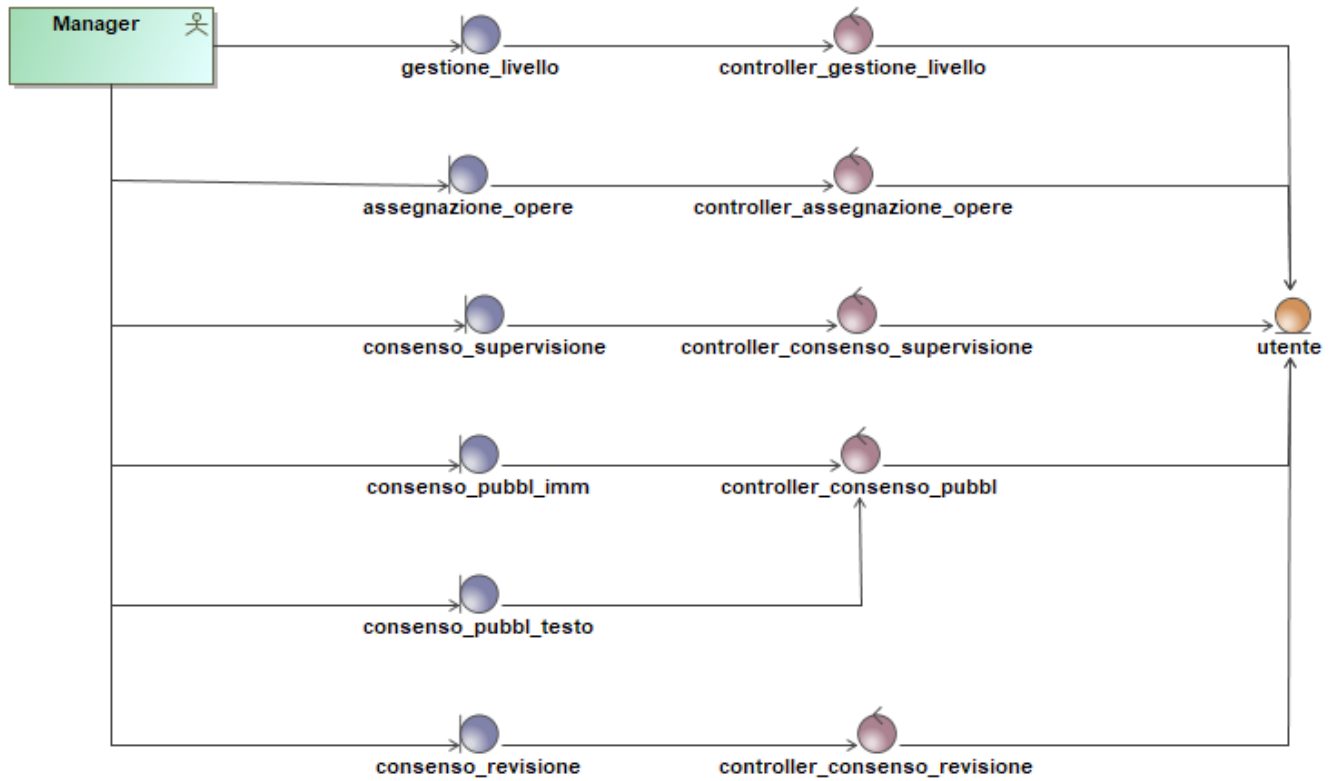 Manager
gestione_livello
controller_gestione_livello
assegnazione_opere
controller_assegnazione_opere
consenso_supervisione
controller_consenso_supervisione
utente
consenso_pubbl_imm
controller_consenso_pubbl
consenso_pubbl_testo
consenso_revisione
controller_consenso_revisione